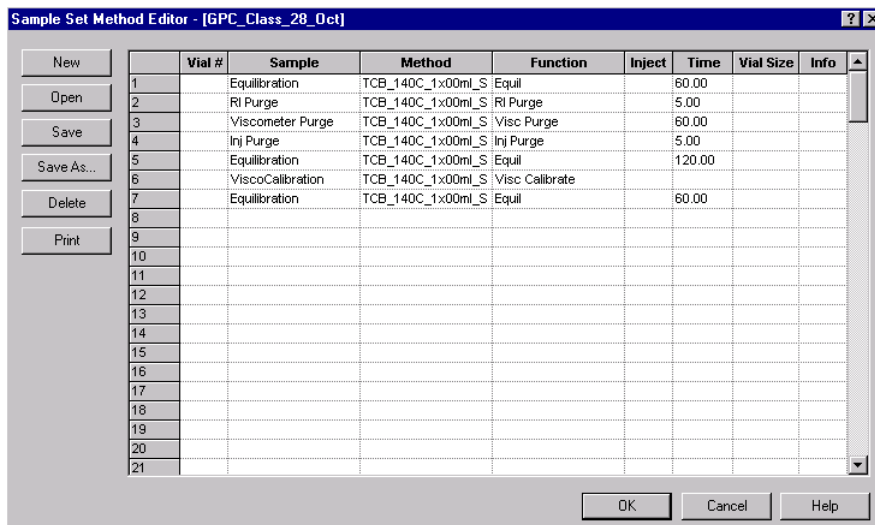 Sample Set Method Editor - [GPC_Class_28_Oct]
New
Open
Save
Save As...
Delete
Print
Vial # Sample Method Function Inject Time Vial Size Info
1 Equilibration TCB_140C_1x00ml_S Equil 60.00
2 RI Purge TCB_140C_1x00ml_S RI Purge 5.00
3 Viscometer Purge TCB_140C_1x00ml_S Visc Purge 60.00
4 Inj Purge TCB_140C_1x00ml_S Inj Purge 5.00
5 Equilibration TCB_140C_1x00ml_S Equil 120.00
6 ViscoCalibration TCB_140C_1x00ml_S Visc Calibrate
7 Equilibration TCB_140C_1x00ml_S Equil 60.00
8
9
10
11
12
13
14
15
16
17
18
19
20
21
OK Cancel Help